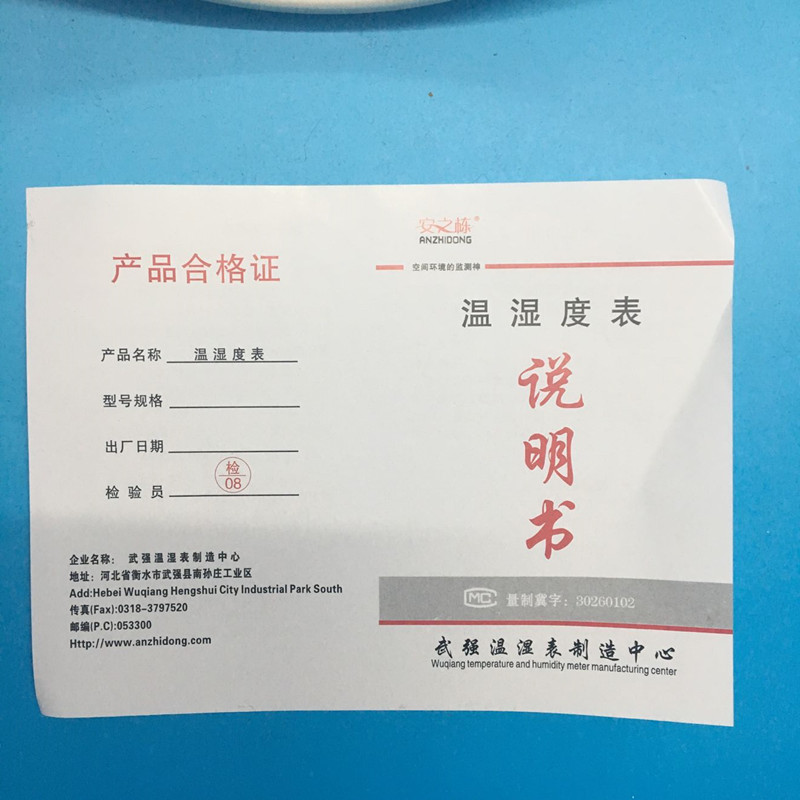 产品合格证
产品名称 温湿度表
型号规格
出厂日期
检验员
检
08
企业名称: 武强温湿表制造中心
地址: 河北省衡水市武强县南孙庄工业区
Add:Hebei Wuqiang Hengshui City Industrial Park South
传真(Fax):0318-3797520
邮编(P.C):053300
Http://www.anzhidong.com
安之栋®
ANZHIDONG
空间环境的监测神
温湿度表
说
明
书
MC 量制冀字: 30260102
武强温湿表制造中心
Wuqiang temperature and humidity meter manufacturing center